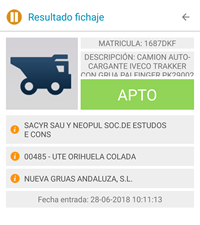 Resultado fichaje
MATRICULA: 1687DKF
DESCRIPCIÓN: CAMION AUTO-
CARGANTE IVECO TRAKKER
CON GRUA PALFINGER PK29002
APTO
SACYR SAU Y NEOPUL SOC.DE ESTUDOS
E CONS
00485 - UTE ORIHUELA COLADA
NUEVA GRUAS ANDALUZA, S.L.
Fecha entrada: 28-06-2018 10:11:13